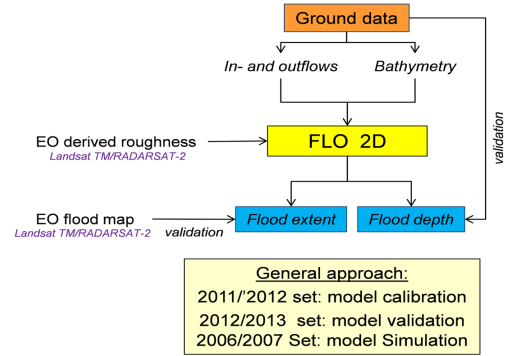 Ground data
In- and outflows
Bathymetry
validation
EO derived roughness
Landsat TM/RADARSAT-2
FLO 2D
EO flood map
Landsat TM/RADARSAT-2
validation
Flood extent
Flood depth
General approach:
2011/'2012 set: model calibration
2012/2013 set: model validation
2006/2007 Set: model Simulation